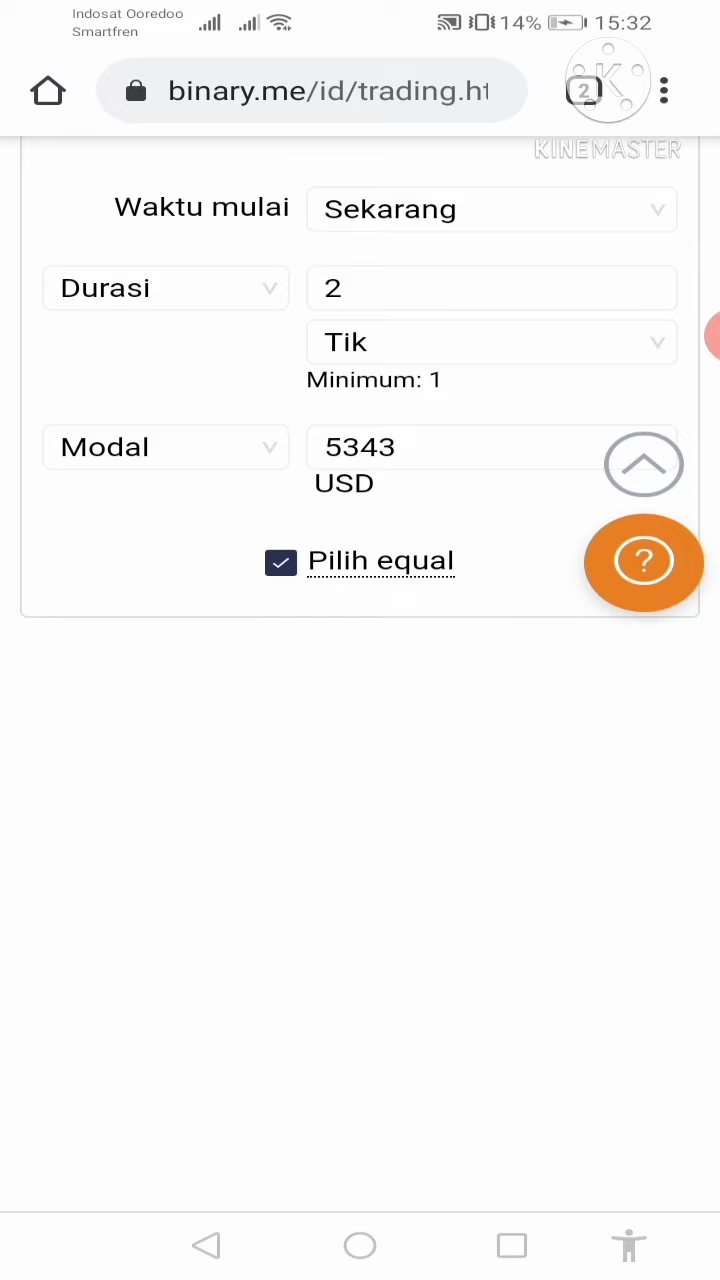 Indosat Ooredoo
Smartfren
14%
15:32
binary.me/id/trading.ht
2
K
KINEMASTER
Waktu mulai
Sekarang
Durasi
2
Tik
Minimum: 1
Modal
5343
USD
Pilih equal
?